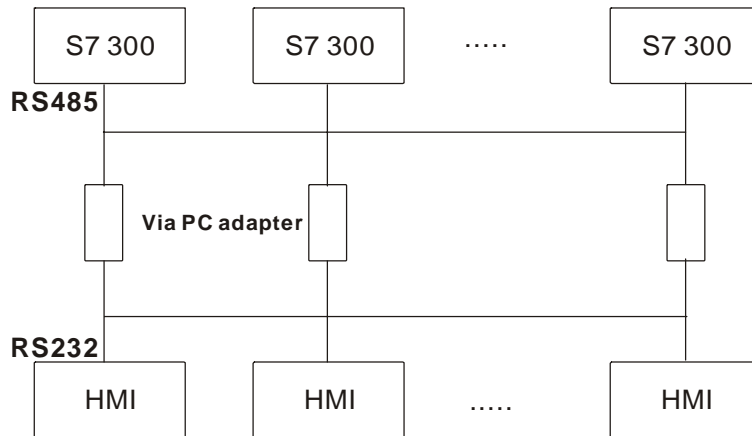 S7 300 S7 300 ..... S7 300
RS485
Via PC adapter
RS232
HMI HMI ..... HMI